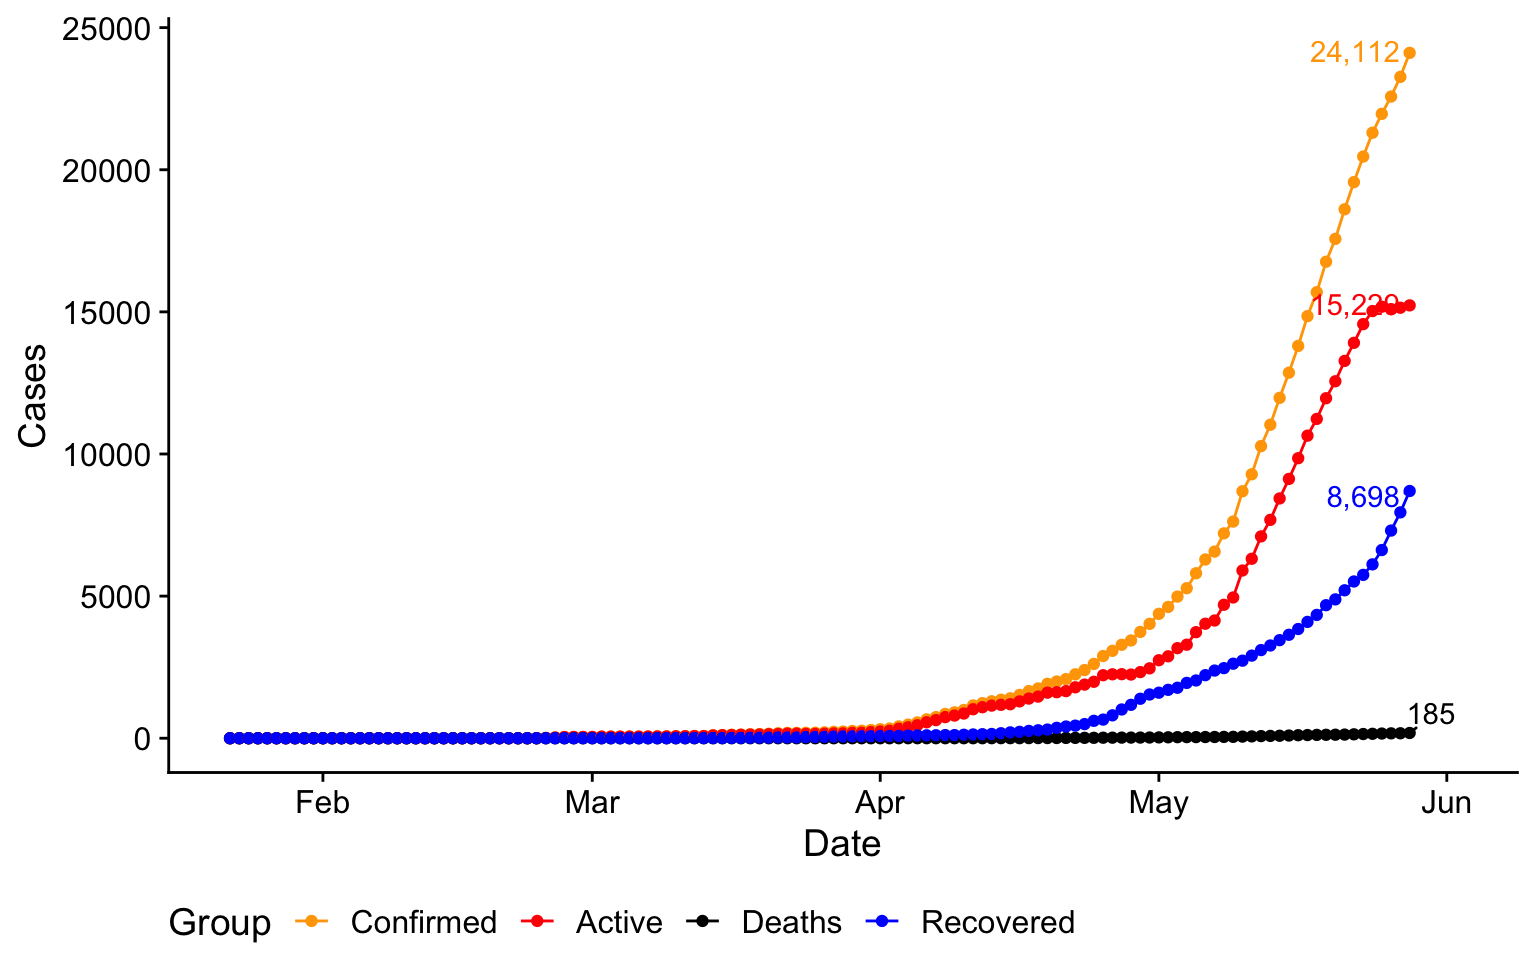 25000
24,112
20000
15000
15,229
Cases
10000
8,698
5000
185
0
Feb Mar Apr May Jun
Date
Group Confirmed Active Deaths Recovered